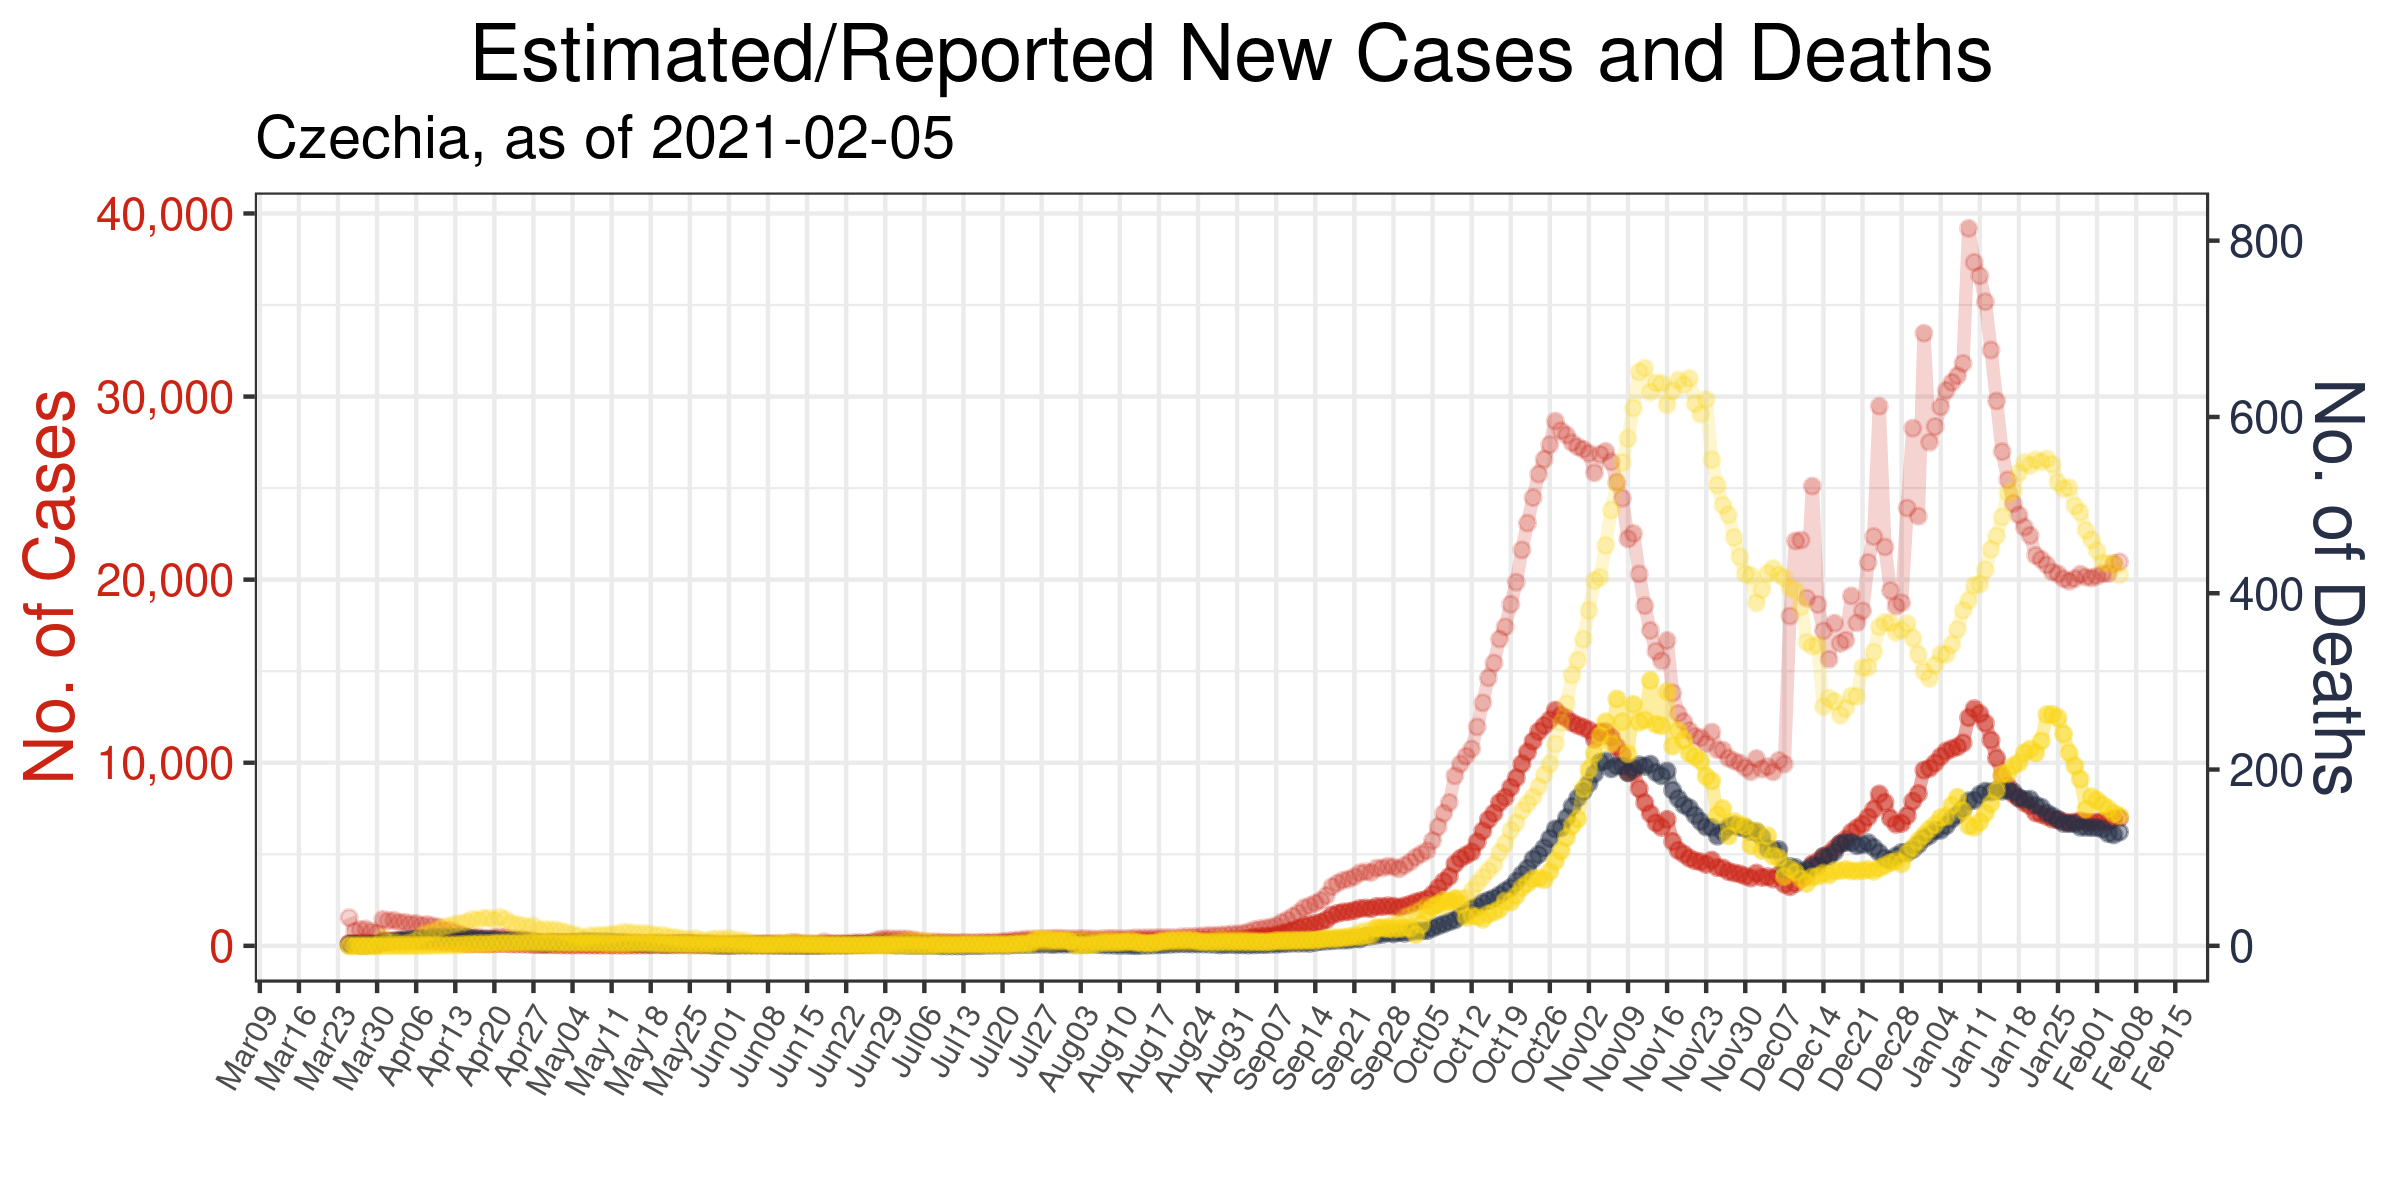 Estimated/Reported New Cases and Deaths
Czechia, as of 2021-02-05
No. of Cases
40,000
30,000
20,000
10,000
0
800
600
400
200
0
No. of Deaths
Mar09
Mar16
Mar23
Mar30
Apr06
Apr13
Apr20
Apr27
May04
May11
May18
May25
Jun01
Jun08
Jun15
Jun22
Jun29
Jul06
Jul13
Jul20
Jul27
Aug03
Aug10
Aug17
Aug24
Aug31
Sep07
Sep14
Sep21
Sep28
Oct05
Oct12
Oct19
Oct26
Nov02
Nov09
Nov16
Nov23
Nov30
Dec07
Dec14
Dec21
Dec28
Jan04
Jan11
Jan18
Jan25
Feb01
Feb08
Feb15